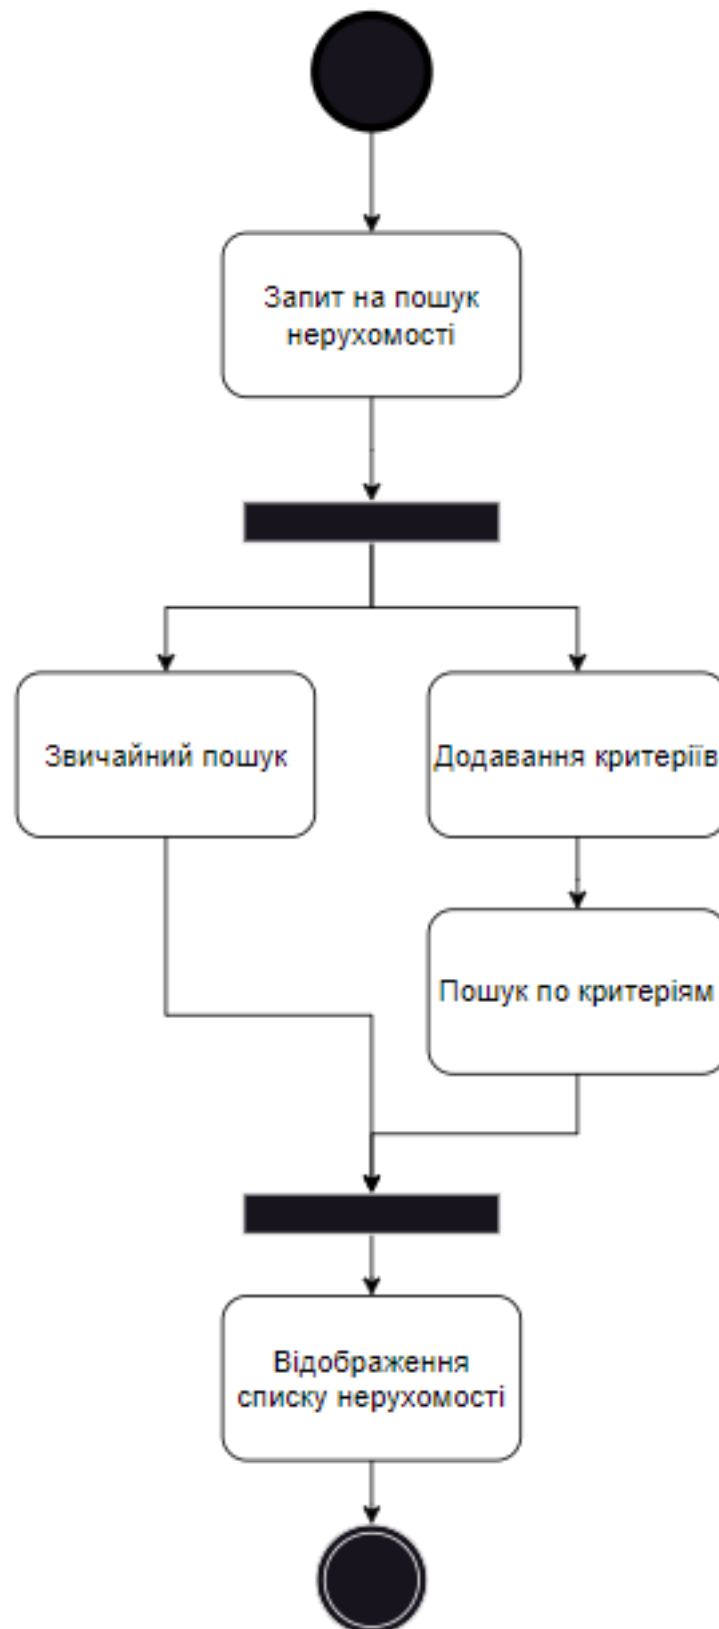 Запит на пошук
нерухомості
Звичайний пошук
Додавання критеріїв
Пошук по критеріям
Відображення
списку нерухомості